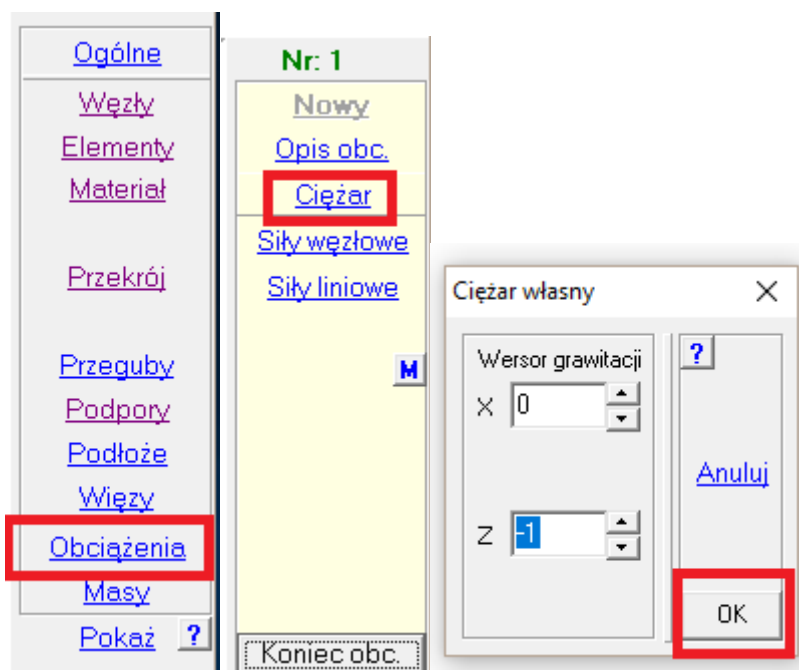 Ogólne
Węzły
Elementy
Materiał
Przekrój
Przeguby
Podpory
Podłoże
Więzy
Obciążenia
Masy
Pokaż ?
Nr: 1
Nowy
Opis obc.
Ciężar
Siły węzłowe
Siły liniowe
M
Koniec obc.
Ciężar własny
Wersor grawitacji
X 0
Z -1
?
Anuluj
OK